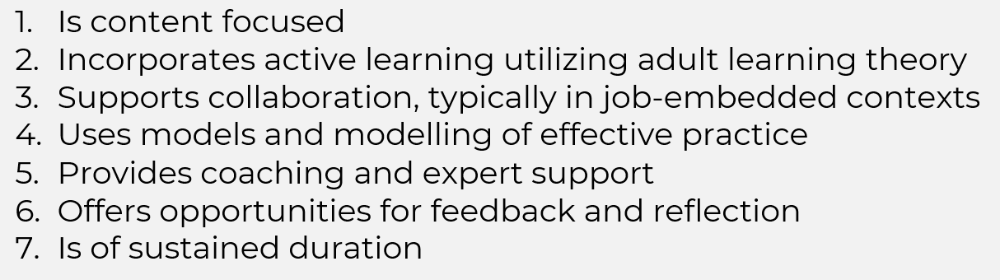 1. Is content focused
2. Incorporates active learning utilizing adult learning theory
3. Supports collaboration, typically in job-embedded contexts
4. Uses models and modelling of effective practice
5. Provides coaching and expert support
6. Offers opportunities for feedback and reflection
7. Is of sustained duration